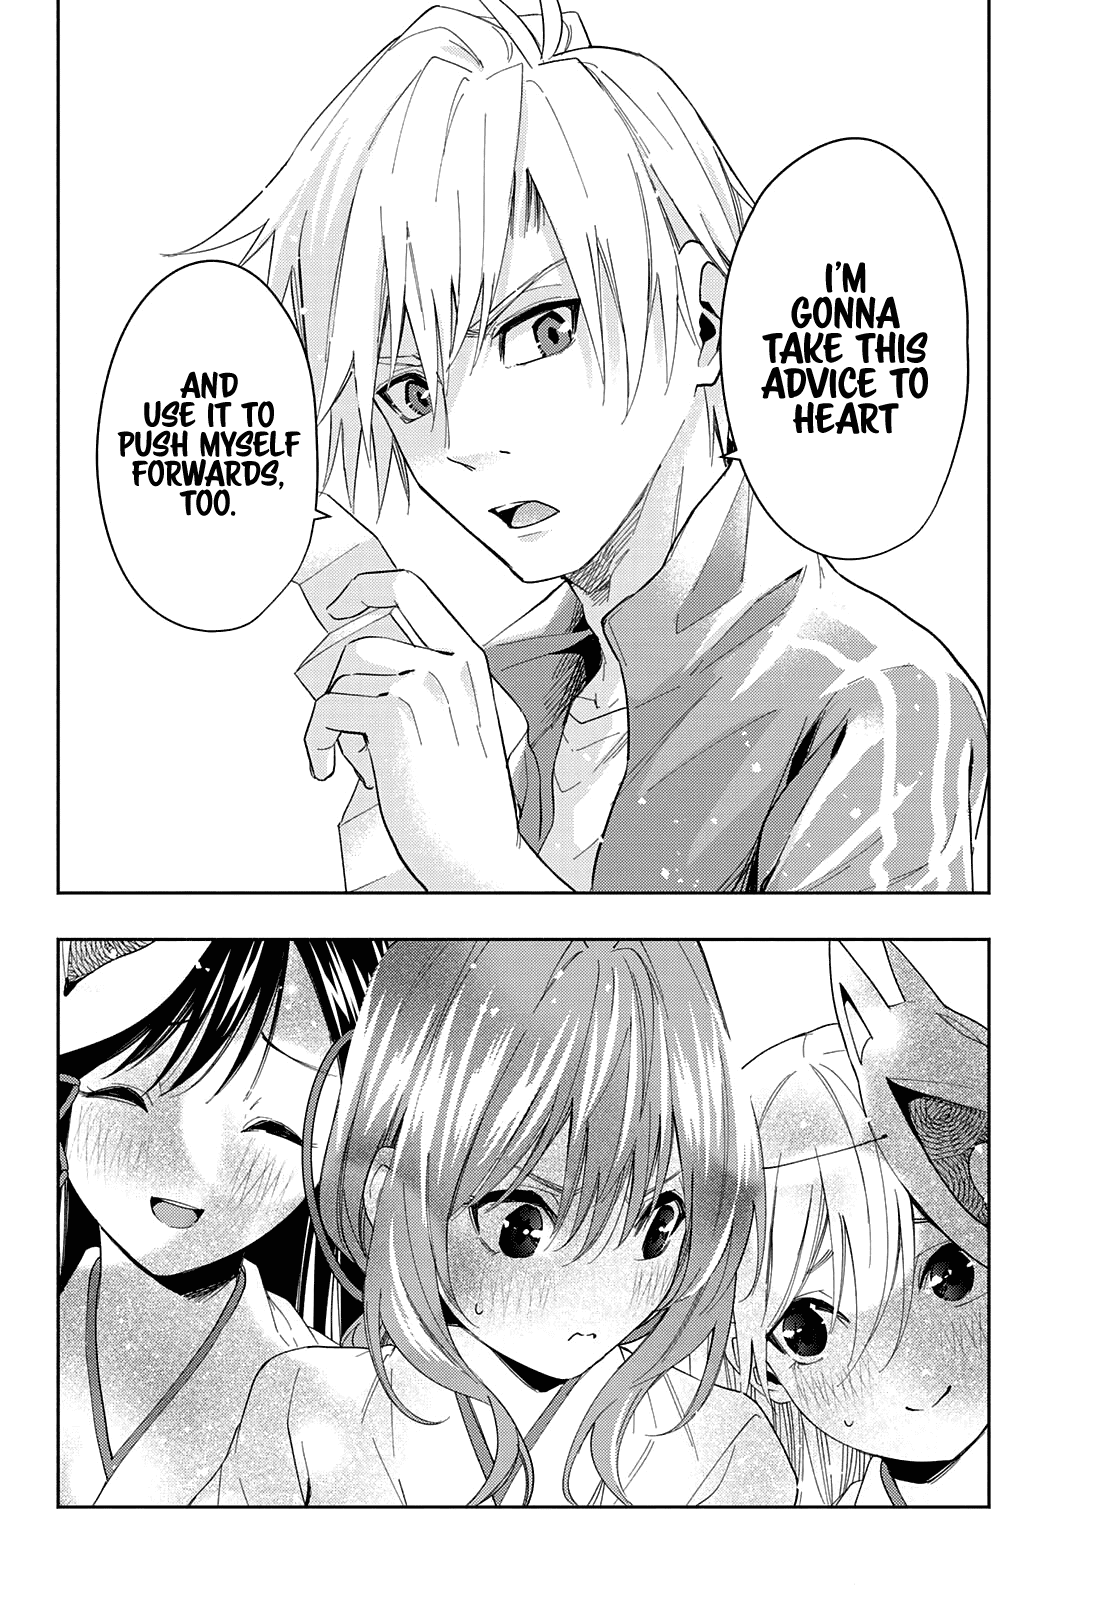 I'M
GONNA
TAKE THIS
ADVICE TO
HEART
AND
USE IT TO
PUSH MYSELF
FORWARDS,
TOO.